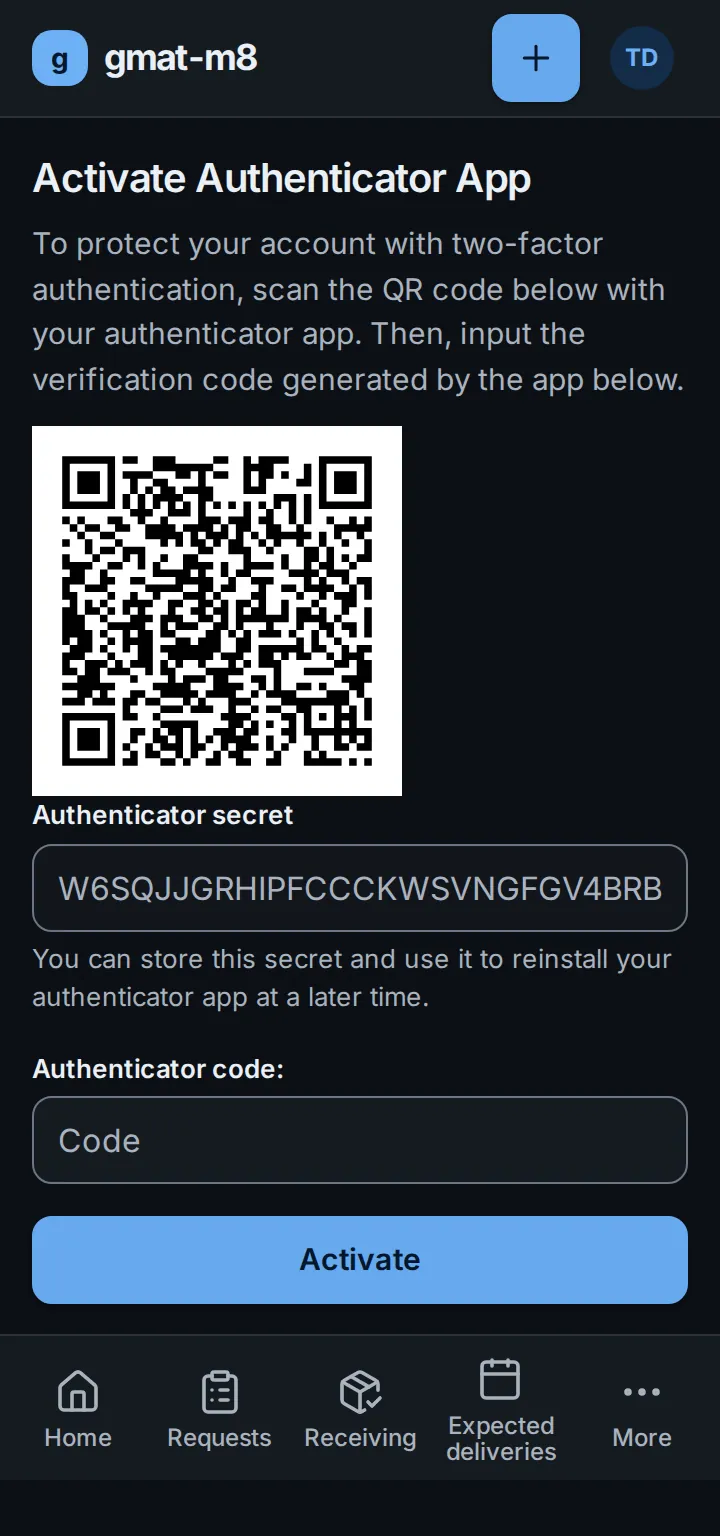 g gmat-m8 TD
Activate Authenticator App
To protect your account with two-factor
authentication, scan the QR code below with
your authenticator app. Then, input the
verification code generated by the app below.
Authenticator secret
W6SQJJGRHIPFCCCKWSVNGFGV4BRB
You can store this secret and use it to reinstall your
authenticator app at a later time.
Authenticator code:
Code
Activate
Home
Requests
Receiving
Expected
deliveries
More